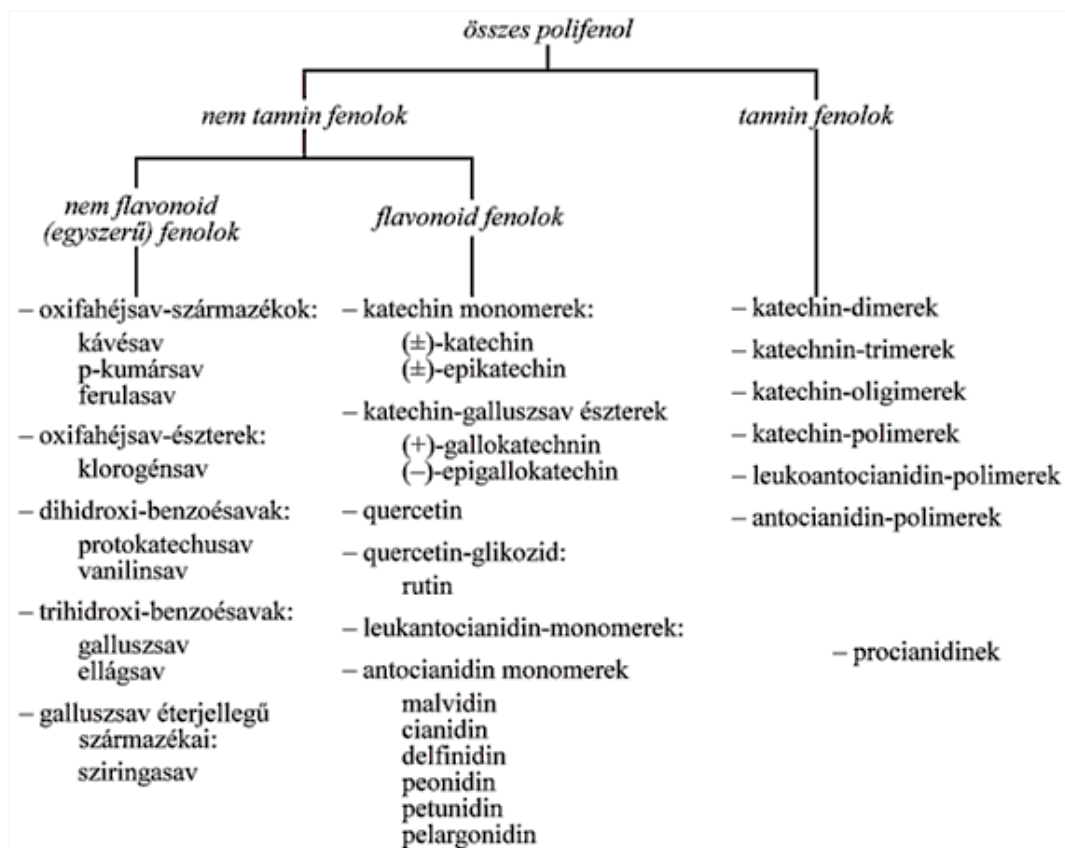 összes polifenol
nem tannin fenolok
tannin fenolok
nem flavonoid
(egyszerű) fenolok
flavonoid fenolok
– oxifahéjsav-származékok:
kávésav
p-kumársav
ferulasav
– oxifahéjsav-észterek:
klorogénsav
– dihidroxi-benzoésavak:
protokatechusav
vanilinsav
– trihidroxi-benzoésavak:
galluszsav
ellágsav
– galluszsav éterjellegű
származékai:
sziringasav
– katechin monomerek:
(±)-katechin
(±)-epikatechin
– katechin-galluszsav észterek
(+)-gallokatechnin
(–)-epigallokatechin
– quercetin
– quercetin-glikozid:
rutin
– leukantocianidin-monomerek:
– antocianidin monomerek
malvidin
cianidin
delfinidin
peonidin
petunidin
pelargonidin
– katechin-dimerek
– katechnin-trimerek
– katechin-oligimerek
– katechin-polimerek
– leukoantocianidin-polimerek
– antocianidin-polimerek
– procianidinek